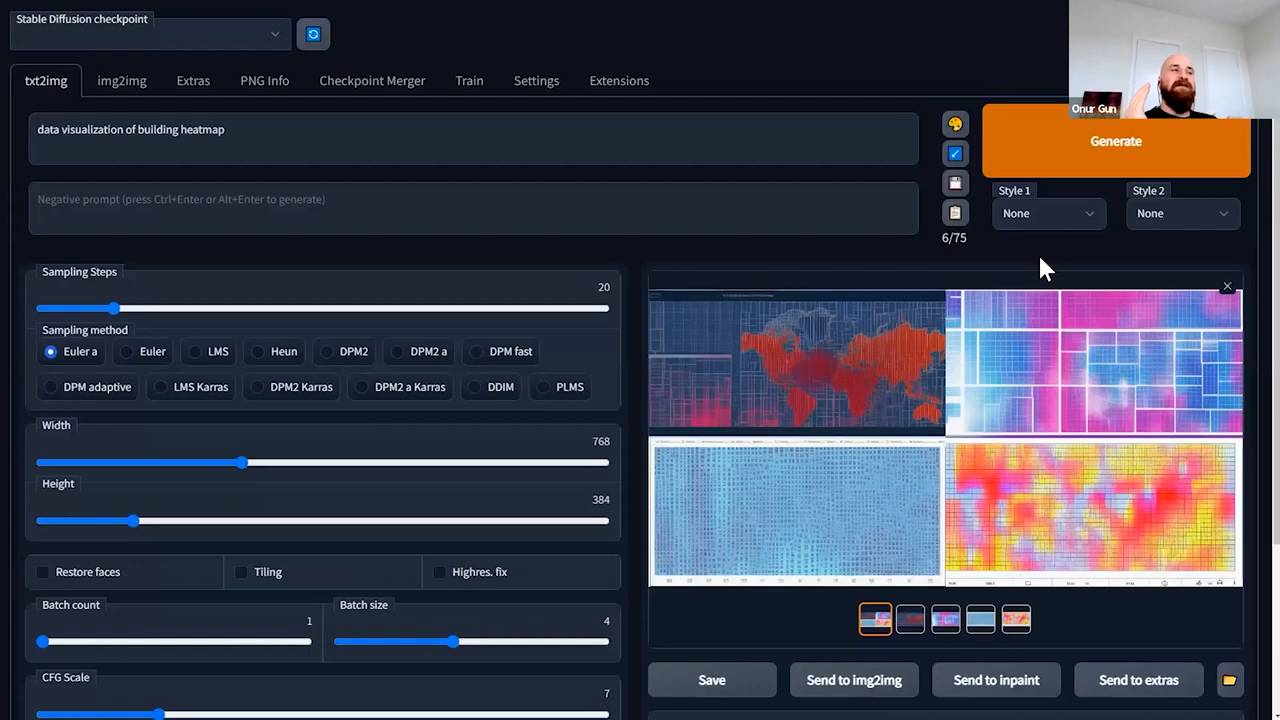 Stable Diffusion checkpoint
txt2img
img2img
Extras
PNG Info
Checkpoint Merger
Train
Settings
Extensions
Onur Gun
data visualization of building heatmap
Generate
Negative prompt (press Ctrl+Enter or Alt+Enter to generate)
Style 1
Style 2
None
None
6/75
Sampling Steps
20
Sampling method
Euler a
Euler
LMS
Heun
DPM2
DPM2 a
DPM fast
DPM adaptive
LMS Karras
DPM2 Karras
DPM2 a Karras
DDIM
PLMS
Width
768
Height
384
Restore faces
Tiling
Highres. fix
Batch count
1
Batch size
4
CFG Scale
7
Save
Send to img2img
Send to inpaint
Send to extras